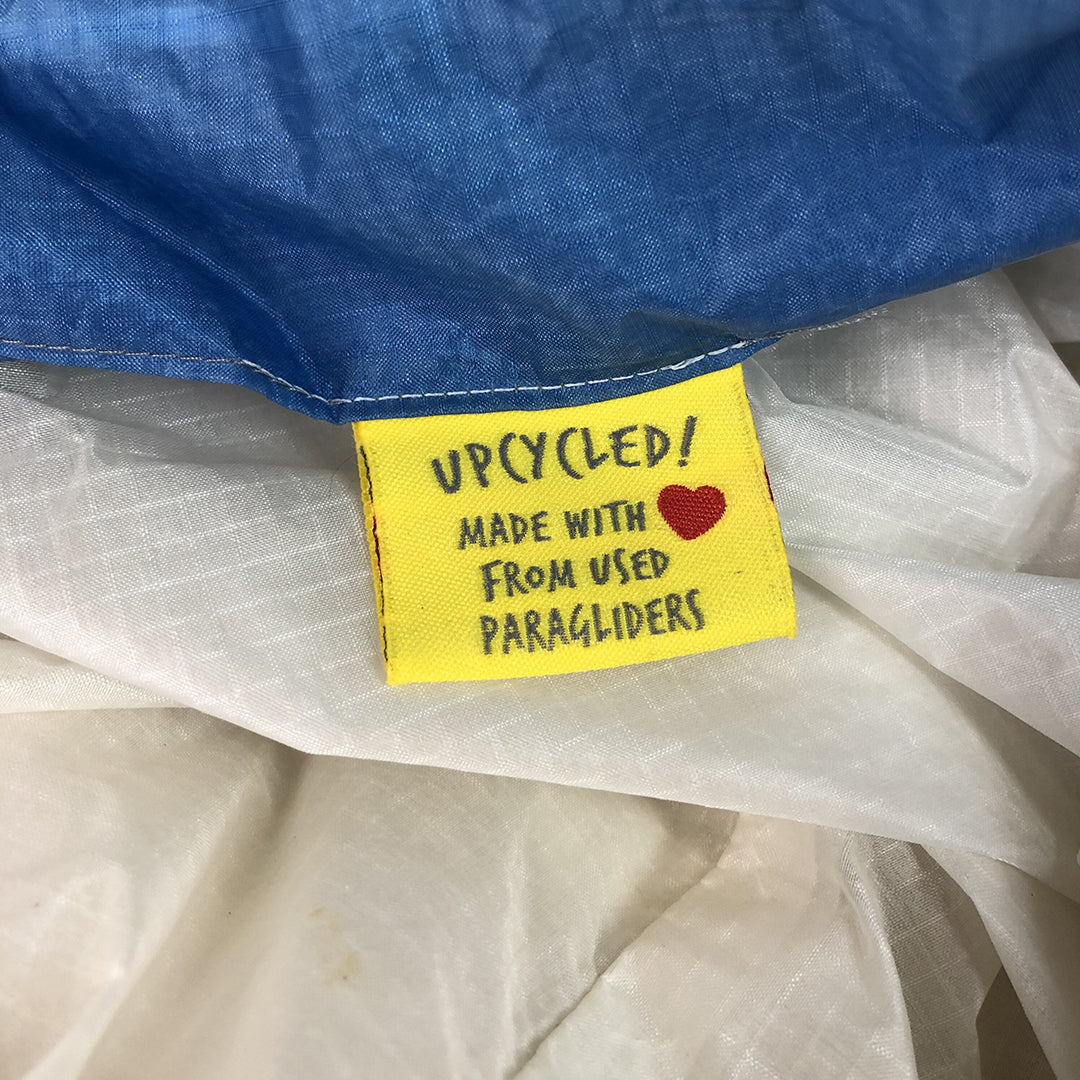 UPCYCLED!
MADE WITH ❤
FROM USED
PARAGLIDERS